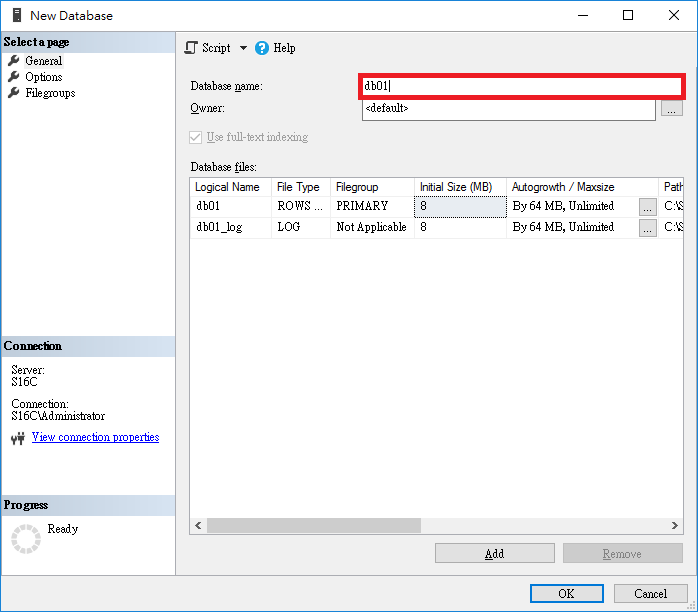 New Database
Select a page
General
Options
Filegroups
Script
Help
Database name:
db01
Owner:
<default>
...
Use full-text indexing
Database files:
Logical Name File Type Filegroup Initial Size (MB) Autogrowth / Maxsize Path
db01 ROWS ... PRIMARY 8 By 64 MB, Unlimited ... C:\S
db01_log LOG Not Applicable 8 By 64 MB, Unlimited ... C:\S
Connection
Server:
S16C
Connection:
S16C\Administrator
View connection properties
Progress
Ready
Add
Remove
OK
Cancel